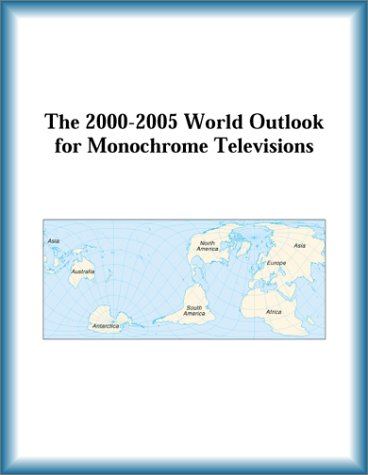 The 2000-2005 World Outlook
for Monochrome Televisions
Asia
Australia
Antarctica
North
America
South
America
Europe
Asia
Africa